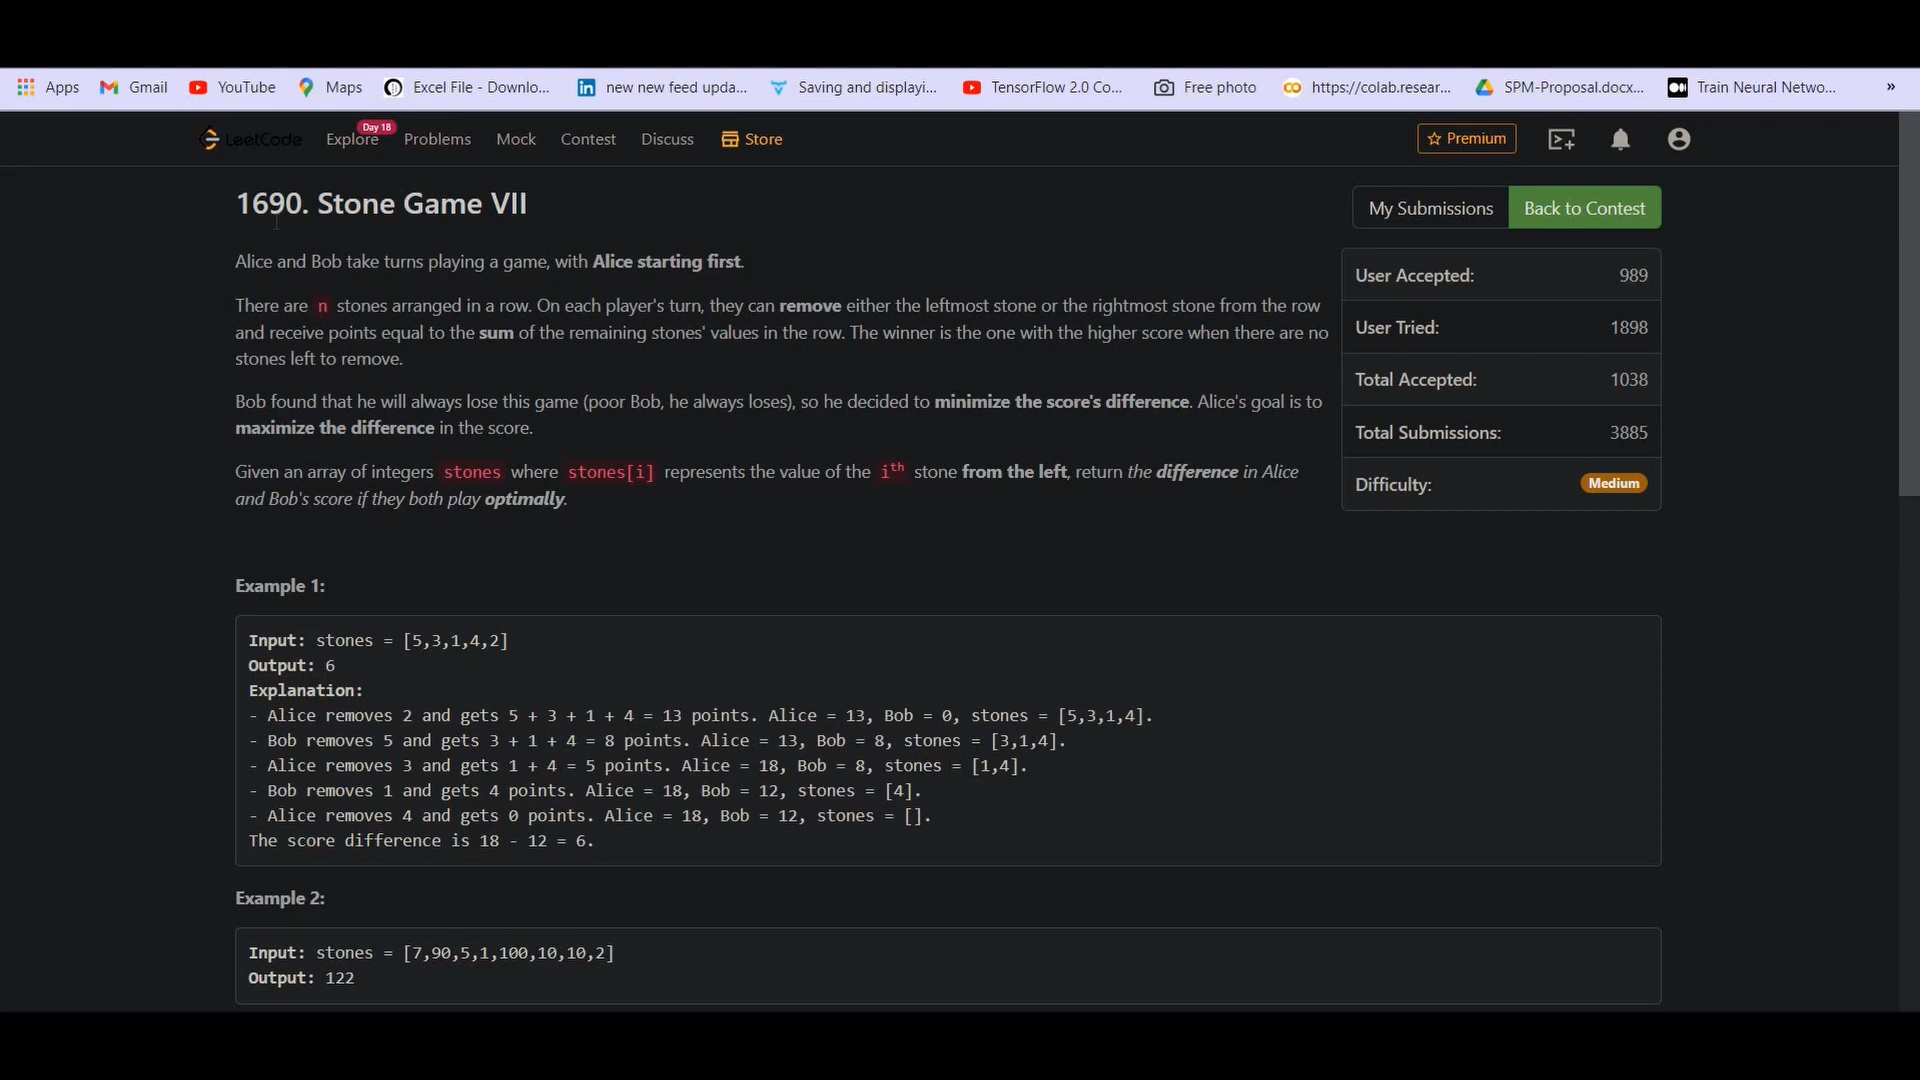 Apps Gmail YouTube Maps Excel File - Downlo... new new feed upda... Saving and displayi... TensorFlow 2.0 Co... Free photo https://colab.resear... SPM-Proposal.docx... Train Neural Netwo... »
LeetCode Explore Day 18 Problems Mock Contest Discuss Store Premium
1690. Stone Game VII
My Submissions Back to Contest
Alice and Bob take turns playing a game, with Alice starting first.
There are n stones arranged in a row. On each player's turn, they can remove either the leftmost stone or the rightmost stone from the row
and receive points equal to the sum of the remaining stones' values in the row. The winner is the one with the higher score when there are no
stones left to remove.
Bob found that he will always lose this game (poor Bob, he always loses), so he decided to minimize the score's difference. Alice's goal is to
maximize the difference in the score.
Given an array of integers stones where stones[i] represents the value of the ith stone from the left, return the difference in Alice
and Bob's score if they both play optimally.
User Accepted: 989
User Tried: 1898
Total Accepted: 1038
Total Submissions: 3885
Difficulty: Medium
Example 1:
Input: stones = [5,3,1,4,2]
Output: 6
Explanation:
- Alice removes 2 and gets 5 + 3 + 1 + 4 = 13 points. Alice = 13, Bob = 0, stones = [5,3,1,4].
- Bob removes 5 and gets 3 + 1 + 4 = 8 points. Alice = 13, Bob = 8, stones = [3,1,4].
- Alice removes 3 and gets 1 + 4 = 5 points. Alice = 18, Bob = 8, stones = [1,4].
- Bob removes 1 and gets 4 points. Alice = 18, Bob = 12, stones = [4].
- Alice removes 4 and gets 0 points. Alice = 18, Bob = 12, stones = [].
The score difference is 18 - 12 = 6.
Example 2:
Input: stones = [7,90,5,1,100,10,10,2]
Output: 122